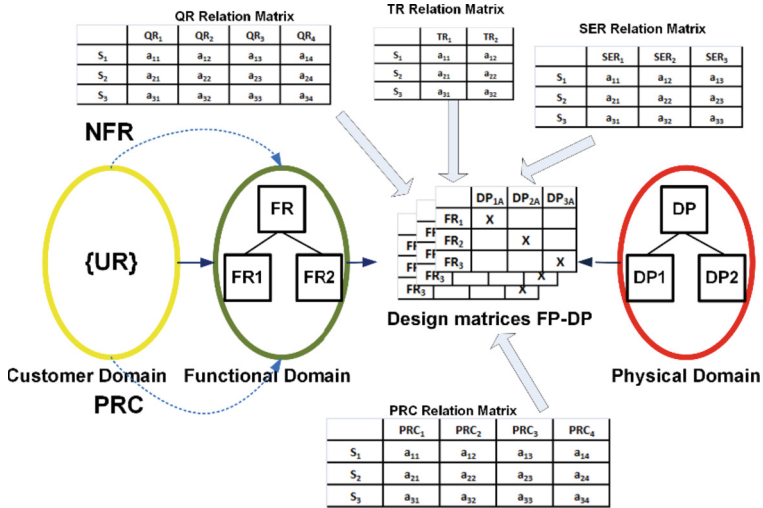 QR Relation Matrix
QR₁ QR₂ QR₃ QR₄
S₁ a₁₁ a₁₂ a₁₃ a₁₄
S₂ a₂₁ a₂₂ a₂₃ a₂₄
S₃ a₃₁ a₃₂ a₃₃ a₃₄
TR Relation Matrix
TR₁ TR₂
S₁ a₁₁ a₁₂
S₂ a₂₁ a₂₂
S₃ a₃₁ a₃₂
SER Relation Matrix
SER₁ SER₂ SER₃
S₁ a₁₁ a₁₂ a₁₃
S₂ a₂₁ a₂₂ a₂₃
S₃ a₃₁ a₃₂ a₃₃
NFR
{UR}
Customer Domain
PRC
FR
FR1 FR2
Functional Domain
DP₁A DP₂A DP₃A
FR₁ X
FR₂ X
FR₃ X
FR₃ X
X
Design matrices FP-DP
DP
DP1 DP2
Physical Domain
PRC Relation Matrix
PRC₁ PRC₂ PRC₃ PRC₄
S₁ a₁₁ a₁₂ a₁₃ a₁₄
S₂ a₂₁ a₂₂ a₂₃ a₂₄
S₃ a₃₁ a₃₂ a₃₃ a₃₄